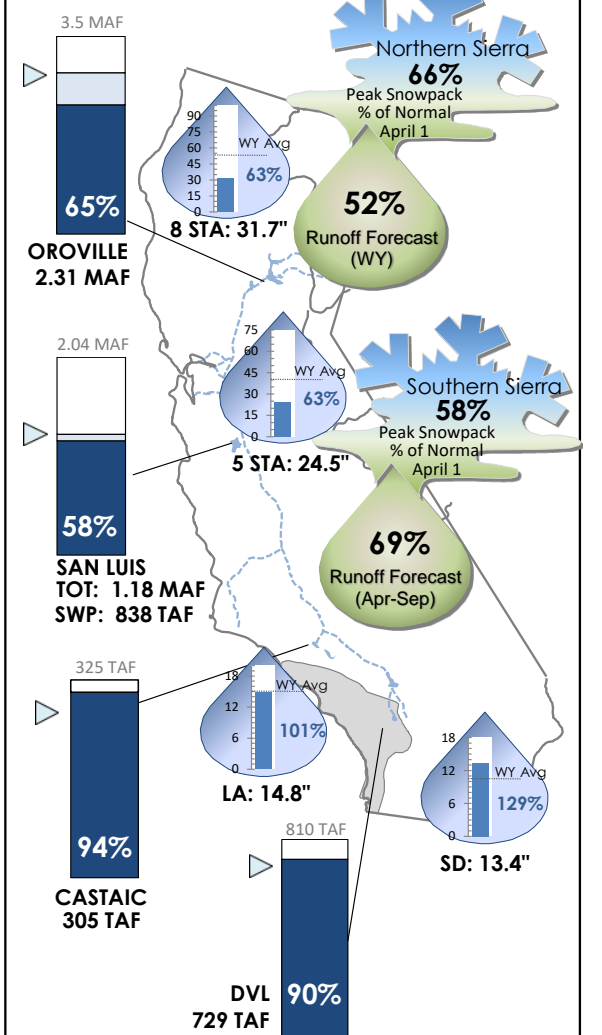 3.5 MAF
65%
OROVILLE
2.31 MAF
90
75
60
45
30
15
0
WY Avg
63%
8 STA: 31.7"
Northern Sierra
66%
Peak Snowpack
% of Normal
April 1
52%
Runoff Forecast
(WY)
2.04 MAF
58%
SAN LUIS
TOT: 1.18 MAF
SWP: 838 TAF
75
60
45
30
15
0
WY Avg
63%
5 STA: 24.5"
Southern Sierra
58%
Peak Snowpack
% of Normal
April 1
69%
Runoff Forecast
(Apr-Sep)
325 TAF
94%
CASTAIC
305 TAF
18
12
6
0
WY Avg
101%
LA: 14.8"
18
12
6
0
WY Avg
129%
SD: 13.4"
810 TAF
90%
DVL
729 TAF